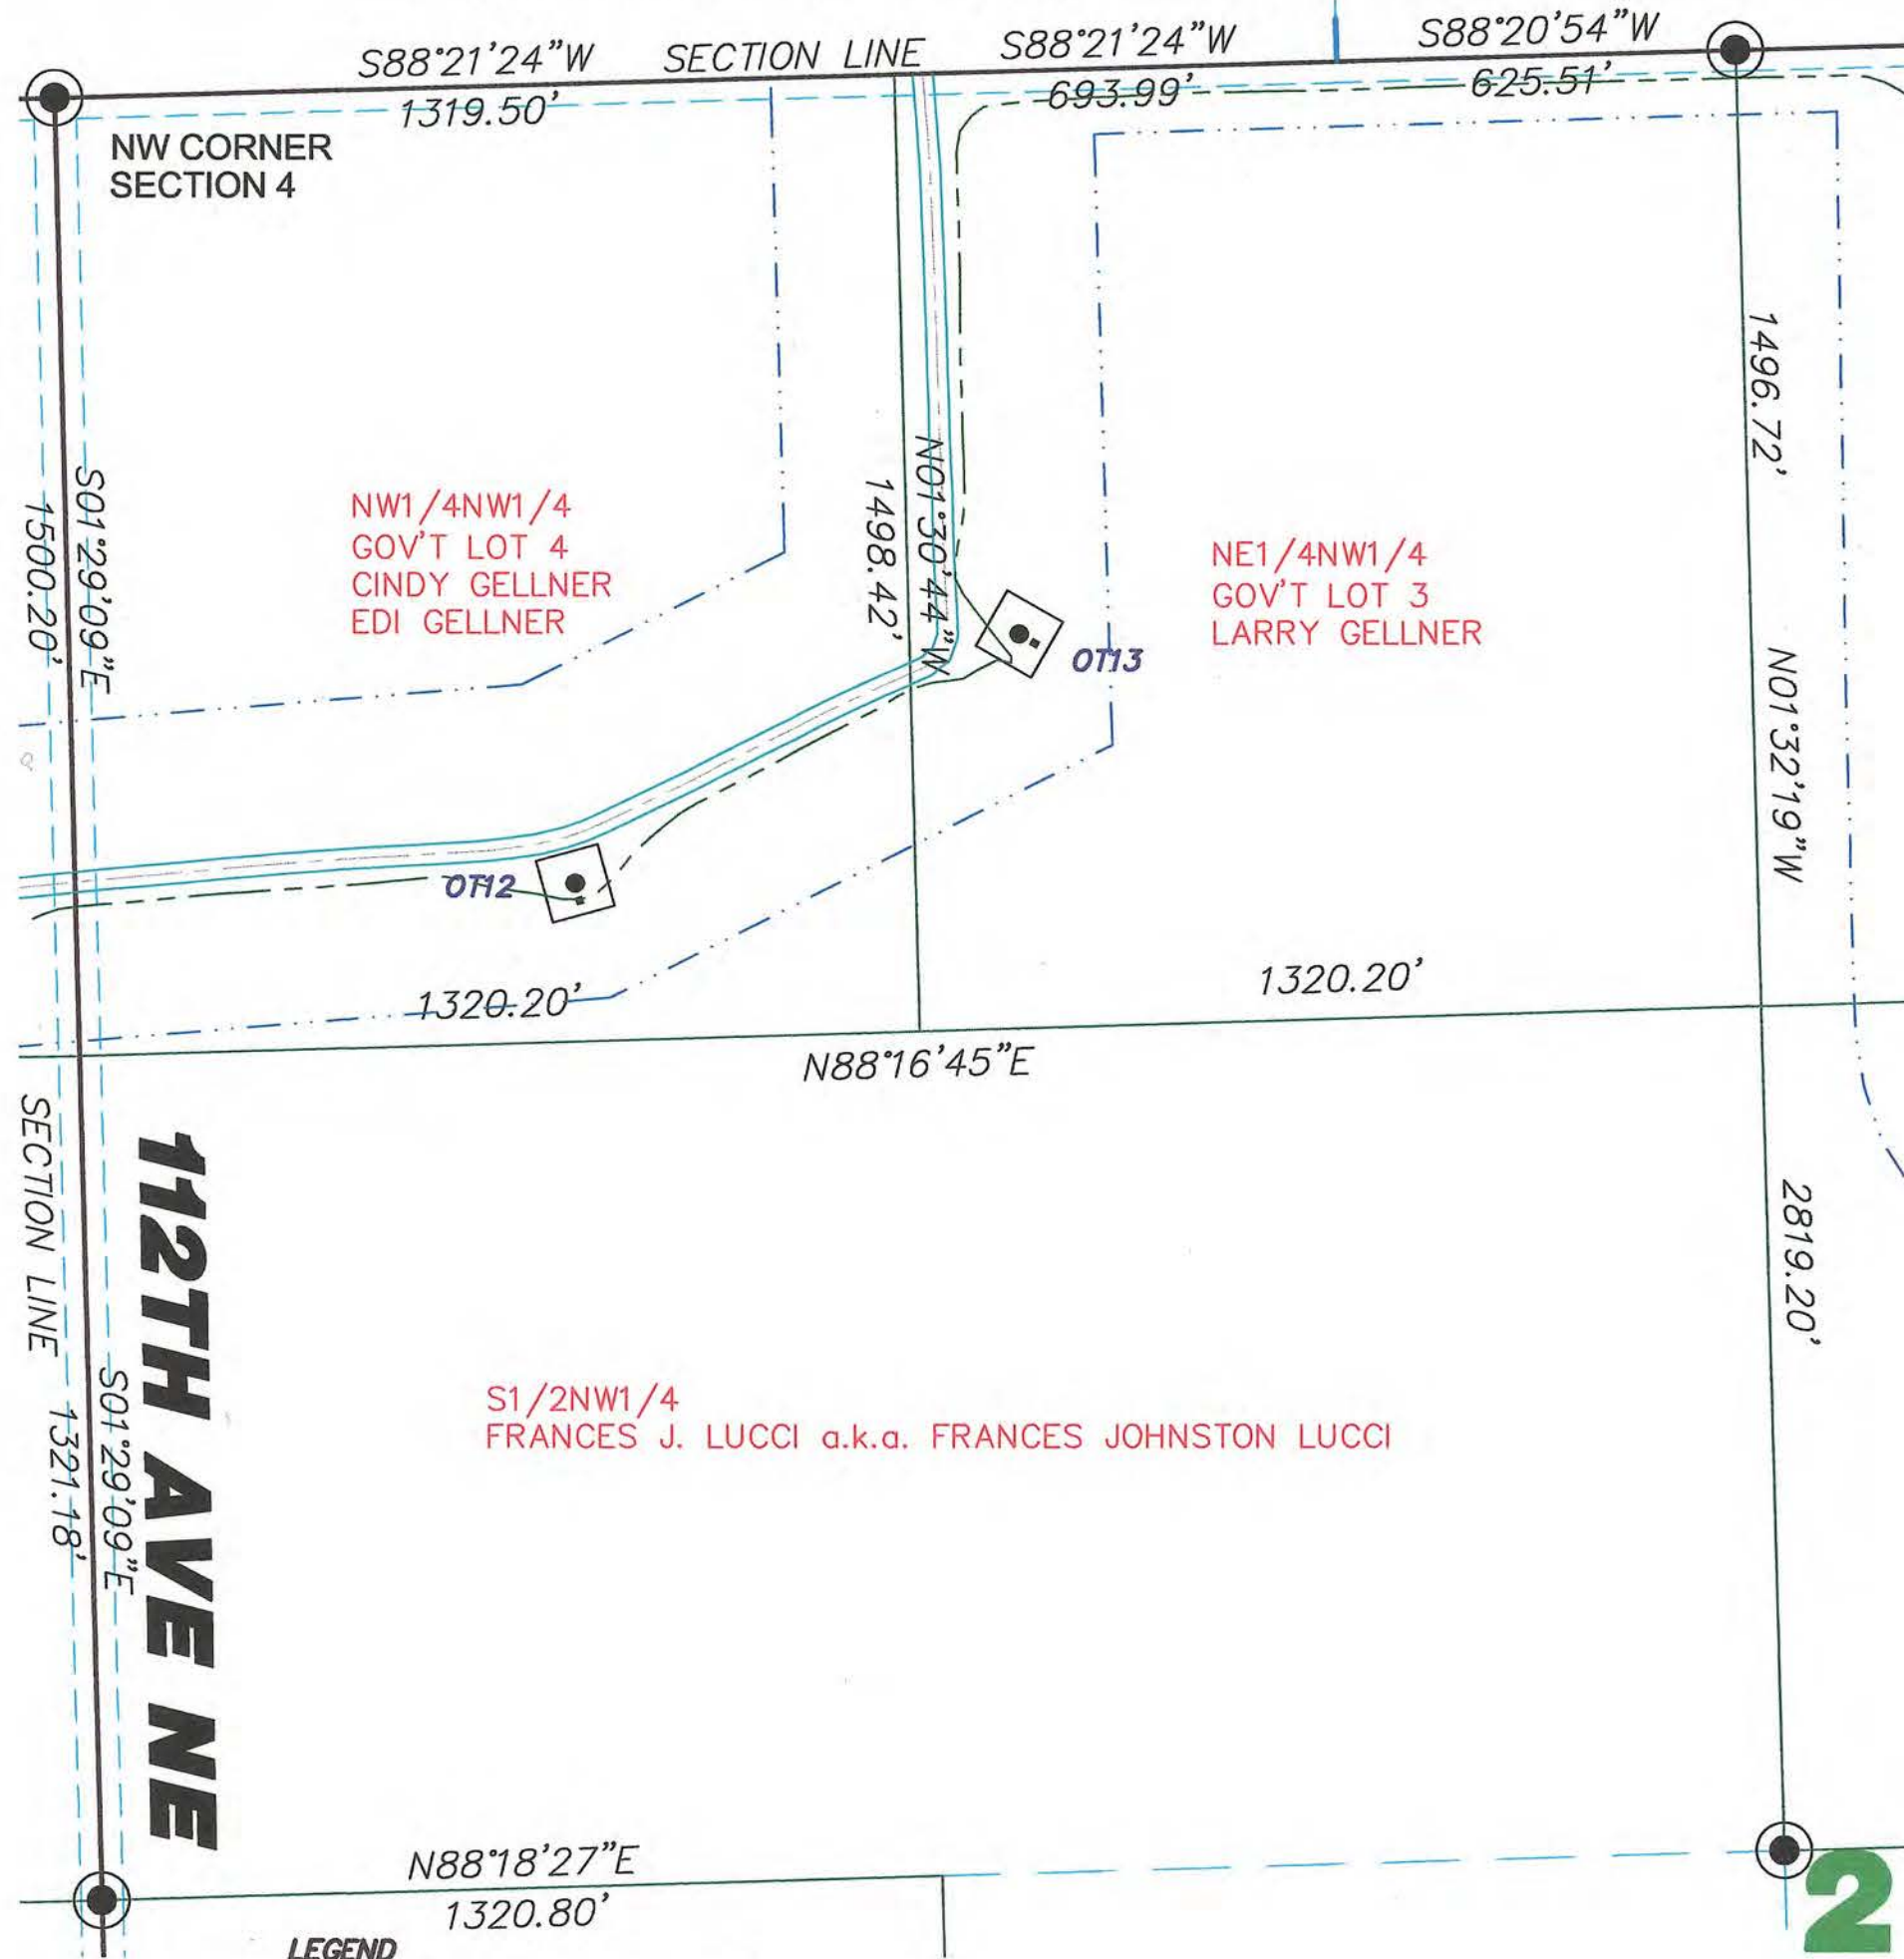 S88°21'24"W
SECTION LINE
S88°21'24"W
S88°20'54"W
1319.50'
693.99'
625.51'
NW CORNER
SECTION 4
S01°29'09"E
1500.20'
NW1/4NW1/4
GOV'T LOT 4
CINDY GELLNER
EDI GELLNER
1498.42'
N01°30'44"W
NE1/4NW1/4
GOV'T LOT 3
LARRY GELLNER
1496.72'
N01°32'19"W
OT13
OT12
1320.20'
1320.20'
N88°16'45"E
SECTION LINE
1321.18'
S01°29'09"E
112TH AVE NE
2819.20'
S1/2NW1/4
FRANCES J. LUCCI a.k.a. FRANCES JOHNSTON LUCCI
N88°18'27"E
1320.80'
2
LEGEND